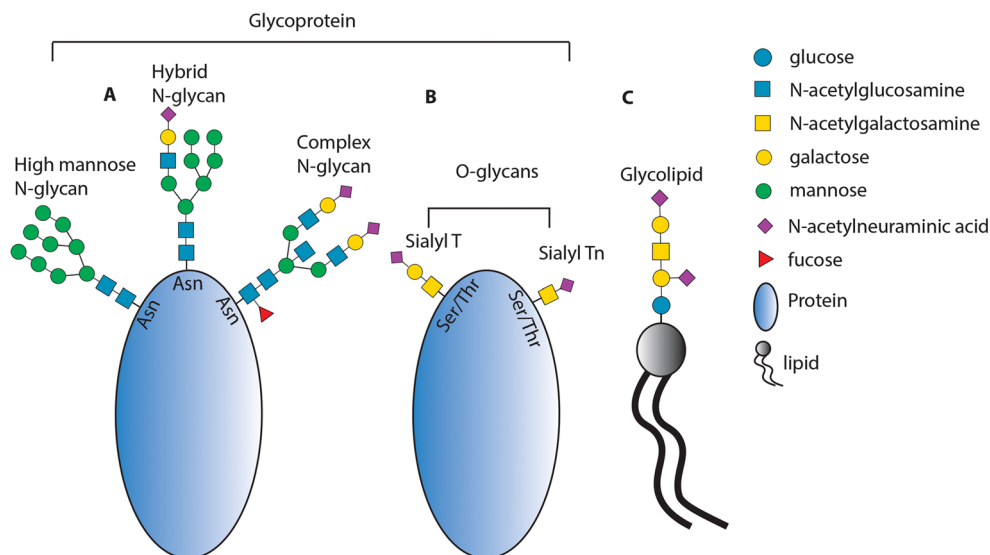 Glycoprotein
A
Hybrid
N-glycan
High mannose
N-glycan
Complex
N-glycan
Asn
Asn
Asn
B
O-glycans
Sialyl T
Sialyl Tn
Ser/Thr
Ser/Thr
C
Glycolipid
glucose
N-acetylglucosamine
N-acetylgalactosamine
galactose
mannose
N-acetylneuraminic acid
fucose
Protein
lipid